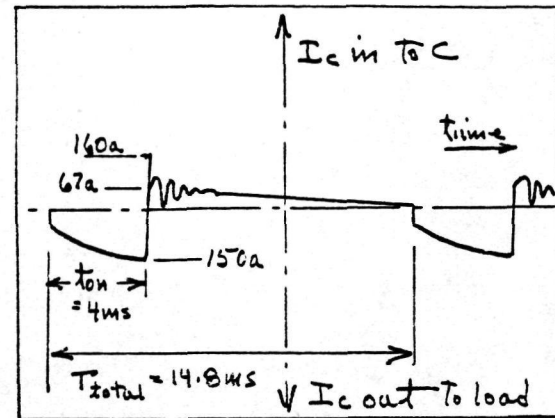 Ic in To C
time
160a
67a
150a
ton
= 4ms
Ttotal = 14.8ms
Ic out To load